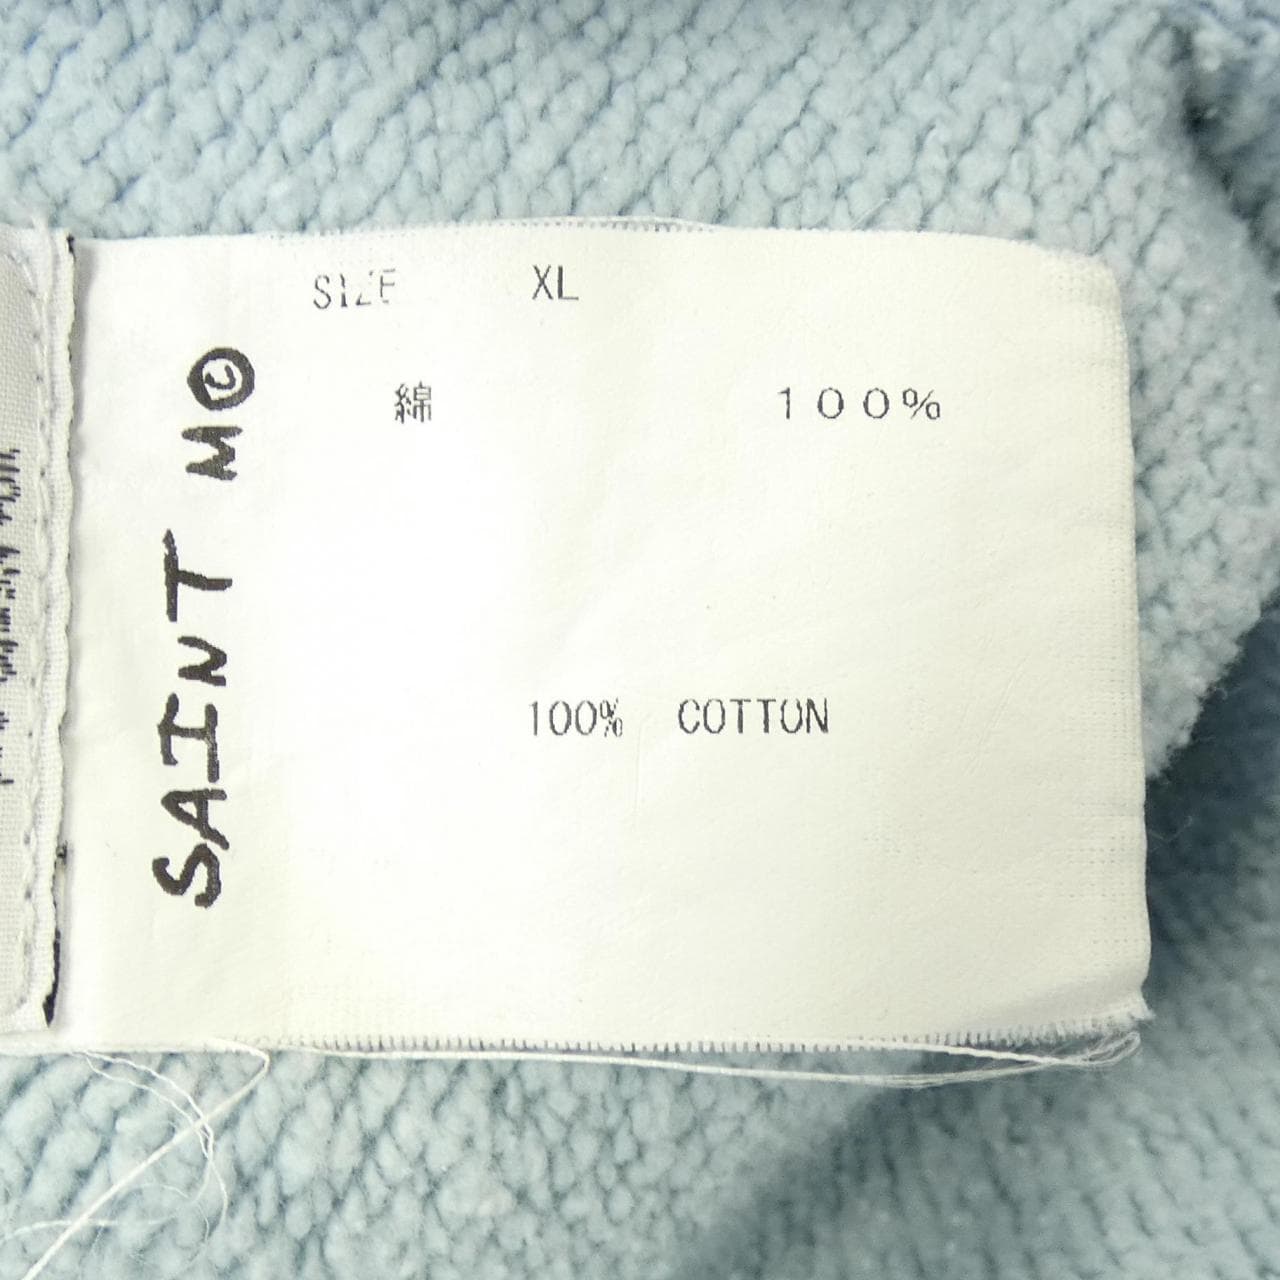 SIZE XL
綿 １００％
100% COTTON
SAINT M©